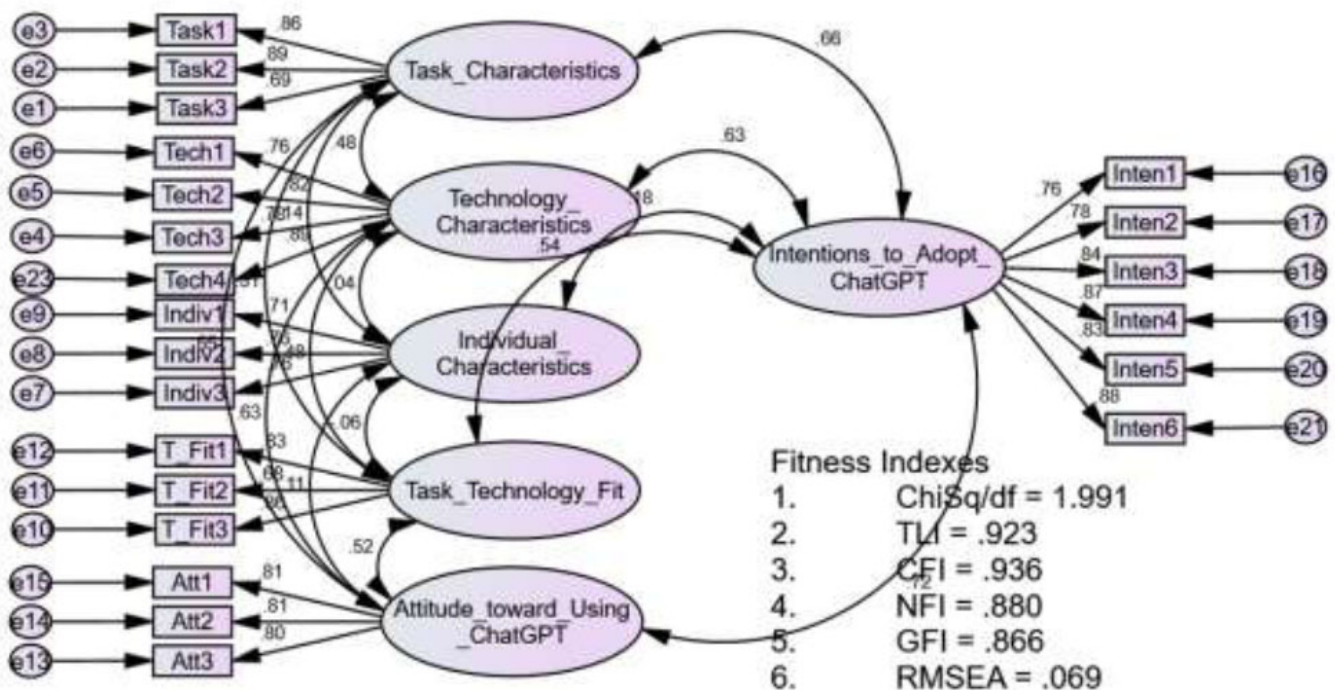 e3 Task1 .86
e2 Task2 .89
e1 Task3 .69
e6 Tech1 .76
e5 Tech2 .82
e4 Tech3
e23 Tech4
e9 Indiv1 .71
e8 Indiv2
e7 Indiv3
e12 T_Fit1 .83
e11 T_Fit2 .68
e10 T_Fit3
e15 Att1 .81
e14 Att2 .81
e13 Att3 .80
Task_Characteristics
.48
Technology_
Characteristics
.04
Individual_
Characteristics
.06
Task_Technology_Fit
.63
.11
.52
Attitude_toward_Using
_ChatGPT
.66
.63
.18
.54
.72
Intentions_to_Adopt_
ChatGPT
.76 Inten1 e16
.78 Inten2 e17
.84 Inten3 e18
.87 Inten4 e19
.83 Inten5 e20
.88 Inten6 e21
Fitness Indexes
1. ChiSq/df = 1.991
2. TLI = .923
3. CFI = .936
4. NFI = .880
5. GFI = .866
6. RMSEA = .069